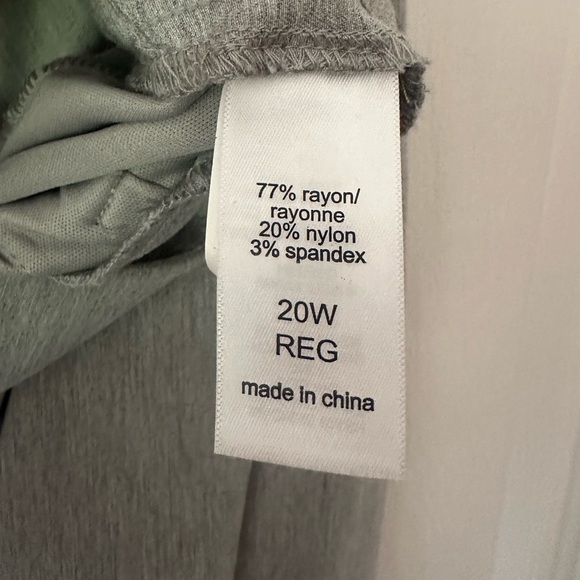 77% rayon/
rayonne
20% nylon
3% spandex
20W
REG
made in china